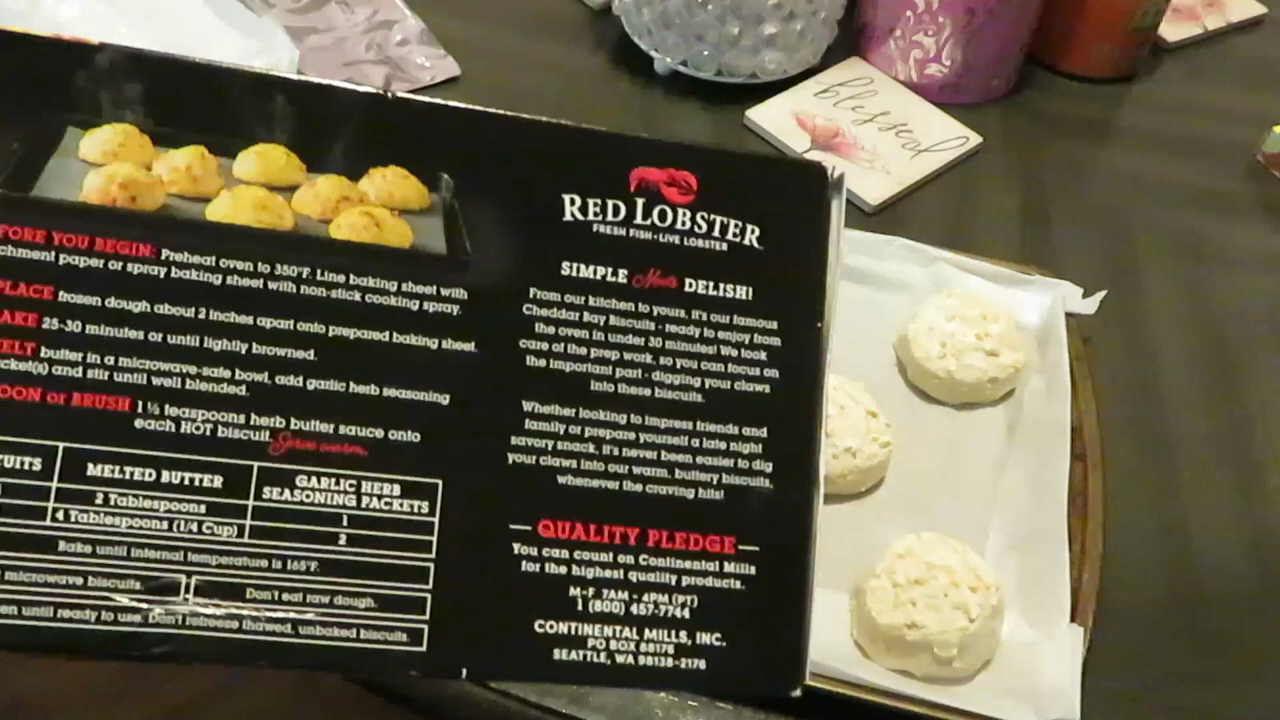 blessed
FORE YOU BEGIN: Preheat oven to 350°F. Line baking sheet with
chment paper or spray baking sheet with non-stick cooking spray.
PLACE frozen dough about 2 inches apart onto prepared baking sheet.
AKE 25-30 minutes or until lightly browned.
ELT butter in a microwave-safe bowl, add garlic herb seasoning
cket(s) and stir until well blended.
OON or BRUSH 1 ½ teaspoons herb butter sauce onto
each HOT biscuit. Serve warm.
CUITS MELTED BUTTER GARLIC HERB
SEASONING PACKETS
2 Tablespoons 1
4 Tablespoons (1/4 Cup) 2
Bake until internal temperature is 165°F.
microwave biscuits. Don't eat raw dough.
en until ready to use. Don't refreeze thawed, unbaked biscuits.
RED LOBSTER
FRESH FISH • LIVE LOBSTER
SIMPLE Meets DELISH!
From our kitchen to yours, it's our famous
Cheddar Bay Biscuits - ready to enjoy from
the oven in under 30 minutes! We took
care of the prep work, so you can focus on
the important part - digging your claws
into these biscuits.
Whether looking to impress friends and
family or prepare yourself a late night
savory snack, it's never been easier to dig
your claws into our warm, buttery biscuits,
whenever the craving hits!
QUALITY PLEDGE
You can count on Continental Mills
for the highest quality products.
M-F 7AM - 4PM (PT)
1 (800) 457-7744
CONTINENTAL MILLS, INC.
PO BOX 88176
SEATTLE, WA 98138-2176